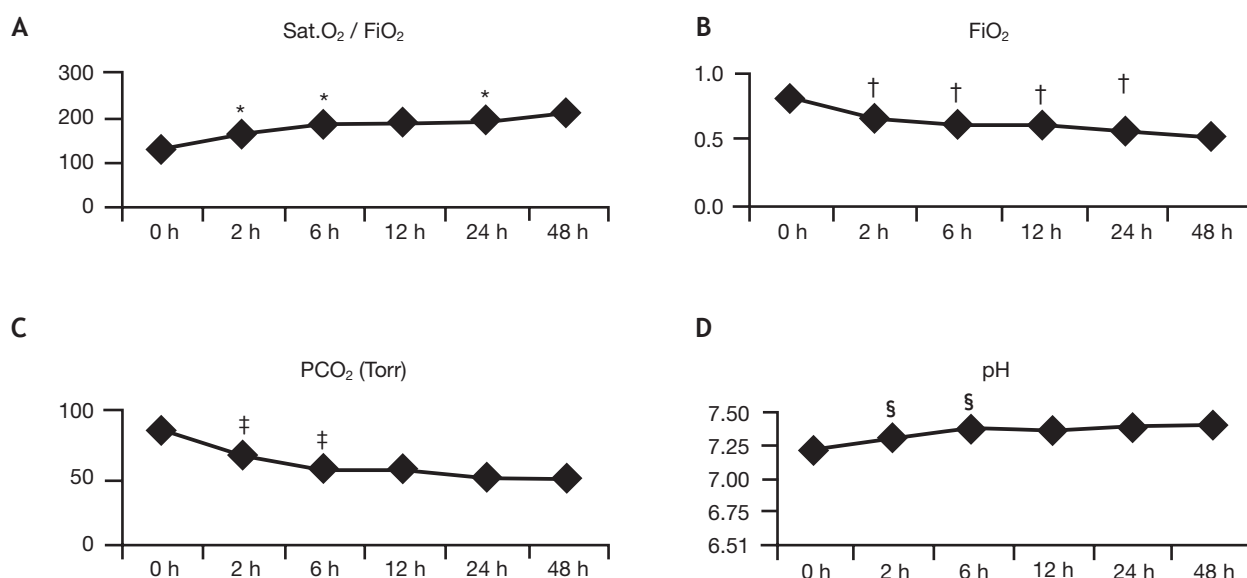 A
Sat.O₂ / FiO₂
300
200
100
0
*
*
*
0 h 2 h 6 h 12 h 24 h 48 h
B
FiO₂
1.0
0.5
0.0
†
†
†
†
0 h 2 h 6 h 12 h 24 h 48 h
C
PCO₂ (Torr)
100
50
0
‡
‡
0 h 2 h 6 h 12 h 24 h 48 h
D
pH
7.50
7.25
7.00
6.75
6.51
§
§
0 h 2 h 6 h 12 h 24 h 48 h